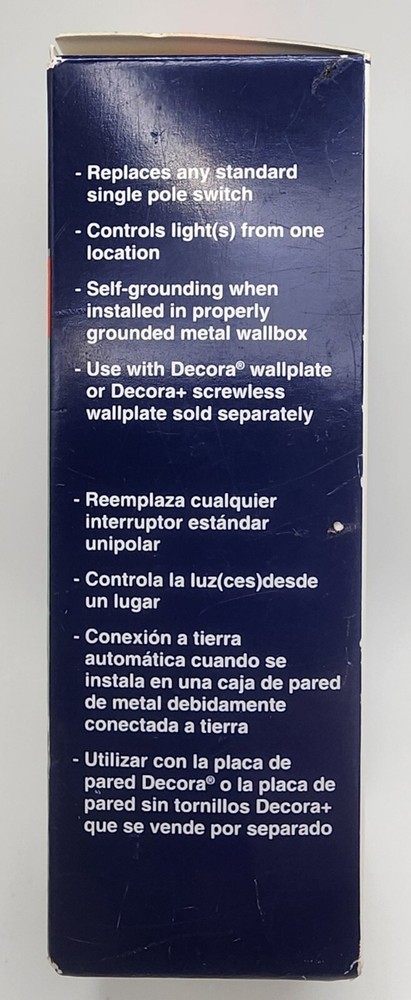 - Replaces any standard
single pole switch
- Controls light(s) from one
location
- Self-grounding when
installed in properly
grounded metal wallbox
- Use with Decora® wallplate
or Decora+ screwless
wallplate sold separately
- Reemplaza cualquier
interruptor estándar
unipolar
- Controla la luz(ces)desde
un lugar
- Conexión a tierra
automática cuando se
instala en una caja de pared
de metal debidamente
conectada a tierra
- Utilizar con la placa de
pared Decora® o la placa de
pared sin tornillos Decora+
que se vende por separado